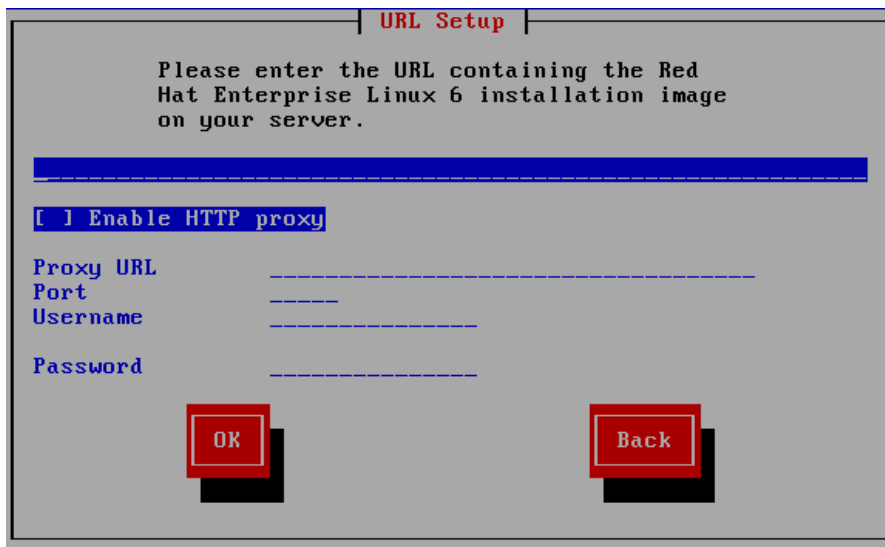 URL Setup
Please enter the URL containing the Red
Hat Enterprise Linux 6 installation image
on your server.
[ ] Enable HTTP proxy
Proxy URL
Port
Username
Password
OK
Back